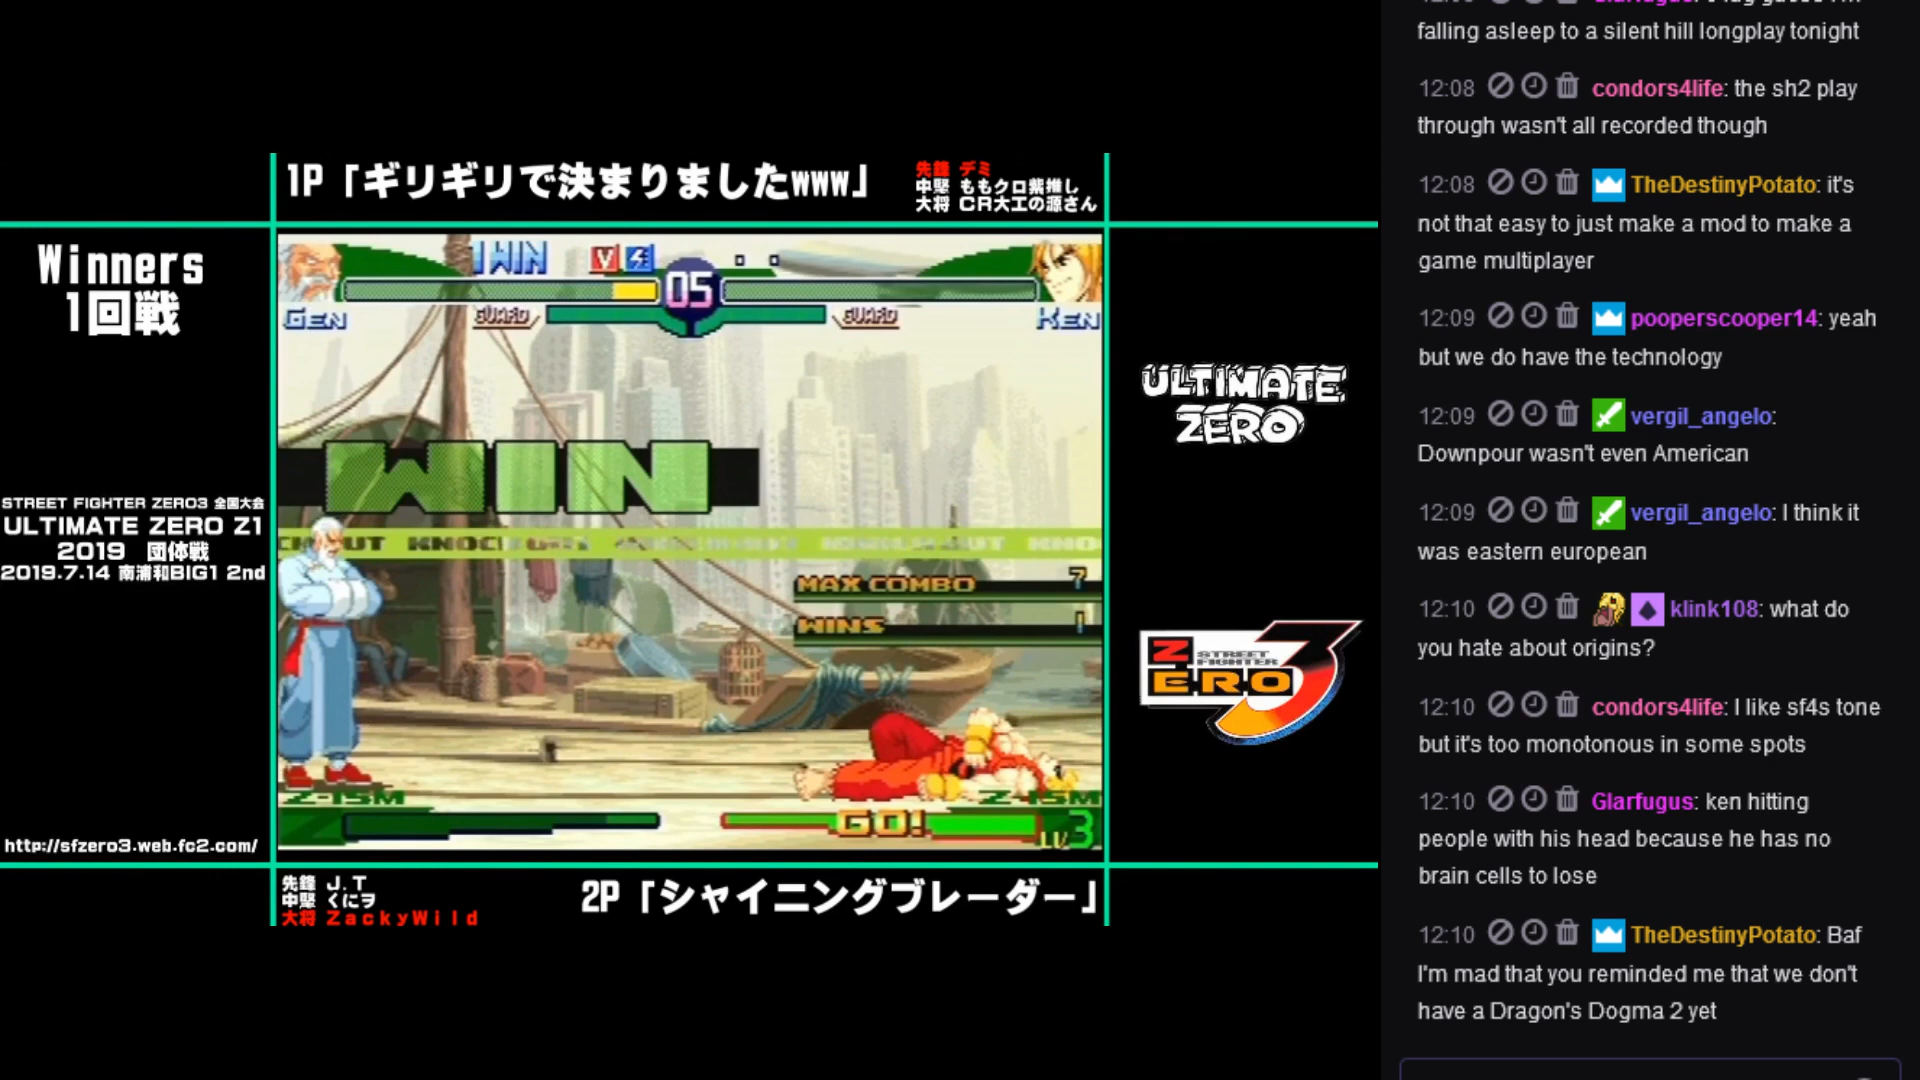 1P「ギリギリで決まりましたwww」
先鋒 デミ
中堅 ももクロ紫推し
大将 CR大工の源さん
Winners
1回戦
STREET FIGHTER ZERO3 全国大会
ULTIMATE ZERO Z1
2019 団体戦
2019.7.14 南浦和BIG1 2nd
http://sfzero3.web.fc2.com/
1 WIN
V
05
GEN
GUARD
GUARD
KEN
WIN
MAX COMBO 7
WINS 1
Z-ISM
Z-ISM
GO!
LV 3
先鋒 J.T
中堅 くにヲ
大将 ZackyWild
2P「シャイニングブレーダー」
ULTIMATE
ZERO
STREET
FIGHTER
ZERO 3
falling asleep to a silent hill longplay tonight
12:08 condors4life: the sh2 play
through wasn't all recorded though
12:08 TheDestinyPotato: it's
not that easy to just make a mod to make a
game multiplayer
12:09 pooperscooper14: yeah
but we do have the technology
12:09 vergil_angelo:
Downpour wasn't even American
12:09 vergil_angelo: I think it
was eastern european
12:10 klink108: what do
you hate about origins?
12:10 condors4life: I like sf4s tone
but it's too monotonous in some spots
12:10 Glarfugus: ken hitting
people with his head because he has no
brain cells to lose
12:10 TheDestinyPotato: Baf
I'm mad that you reminded me that we don't
have a Dragon's Dogma 2 yet